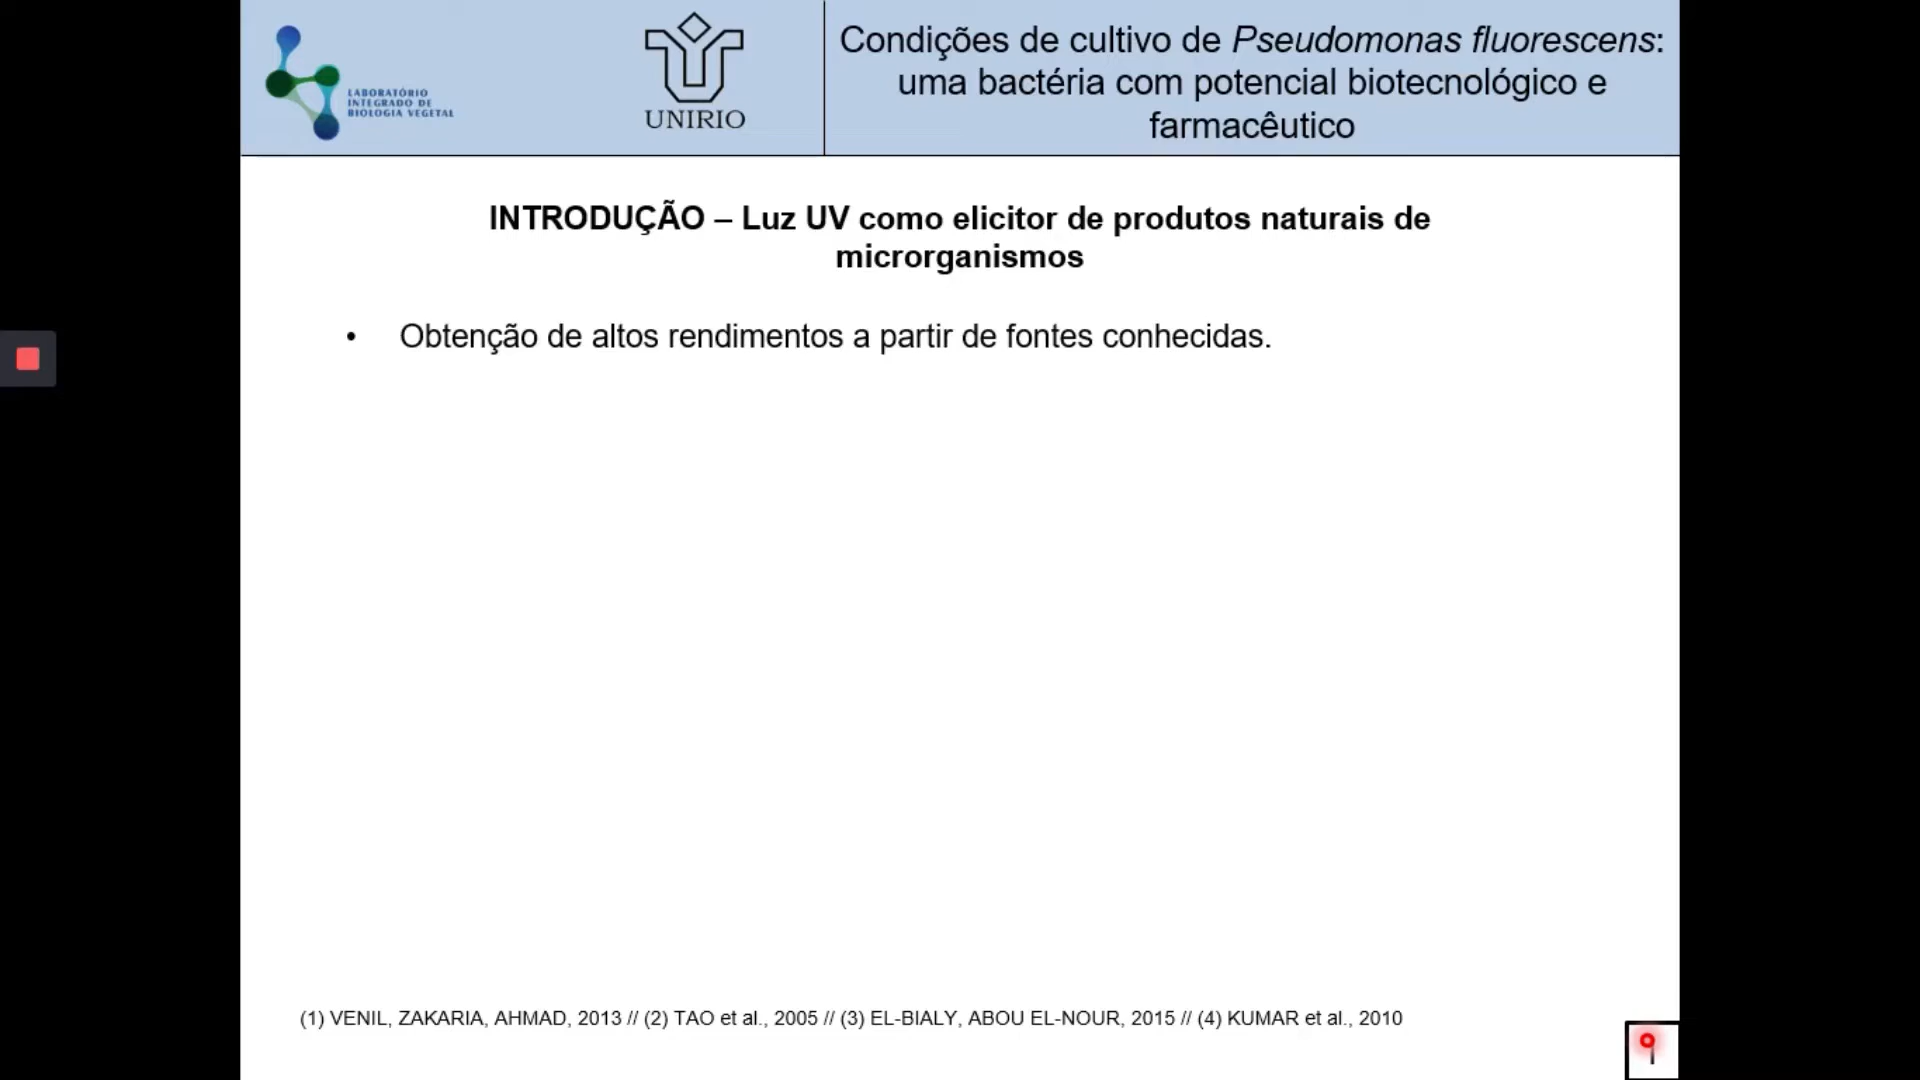 LABORATÓRIO
INTEGRADO DE
BIOLOGIA VEGETAL
UNIRIO
Condições de cultivo de Pseudomonas fluorescens:
uma bactéria com potencial biotecnológico e
farmacêutico
INTRODUÇÃO – Luz UV como elicitor de produtos naturais de
microrganismos
• Obtenção de altos rendimentos a partir de fontes conhecidas.
(1) VENIL, ZAKARIA, AHMAD, 2013 // (2) TAO et al., 2005 // (3) EL-BIALY, ABOU EL-NOUR, 2015 // (4) KUMAR et al., 2010